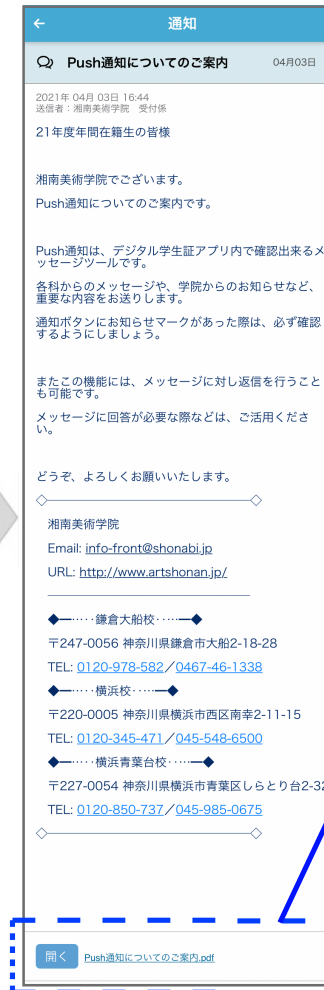 通知
Push通知についてのご案内 04月03日
2021年 04月 03日 16:44
送信者：湘南美術学院 受付係
21年度年間在籍生の皆様
湘南美術学院でございます。
Push通知についてのご案内です。
Push通知は、デジタル学生証アプリ内で確認出来るメ
ッセージツールです。
各科からのメッセージや、学院からのお知らせなど、
重要な内容をお送りします。
通知ボタンにお知らせマークがあった際は、必ず確認
するようにしましょう。
またこの機能には、メッセージに対し返信を行うこと
も可能です。
メッセージに回答が必要な際などは、ご活用くださ
い。
どうぞ、よろしくお願いいたします。
◇――――――――――――――◇
湘南美術学院
Email: info-front@shonabi.jp
URL: http://www.artshonan.jp/
――――――――――――――
◆━‥‥・鎌倉大船校・‥‥━◆
〒247-0056 神奈川県鎌倉市大船2-18-28
TEL: 0120-978-582／0467-46-1338
◆━‥‥・横浜校・‥‥━◆
〒220-0005 神奈川県横浜市西区南幸2-11-15
TEL: 0120-345-471／045-548-6500
◆━‥‥・横浜青葉台校・‥‥━◆
〒227-0054 神奈川県横浜市青葉区しらとり台2-32
TEL: 0120-850-737／045-985-0675
◇――――――――――――――◇
開く Push通知についてのご案内.pdf